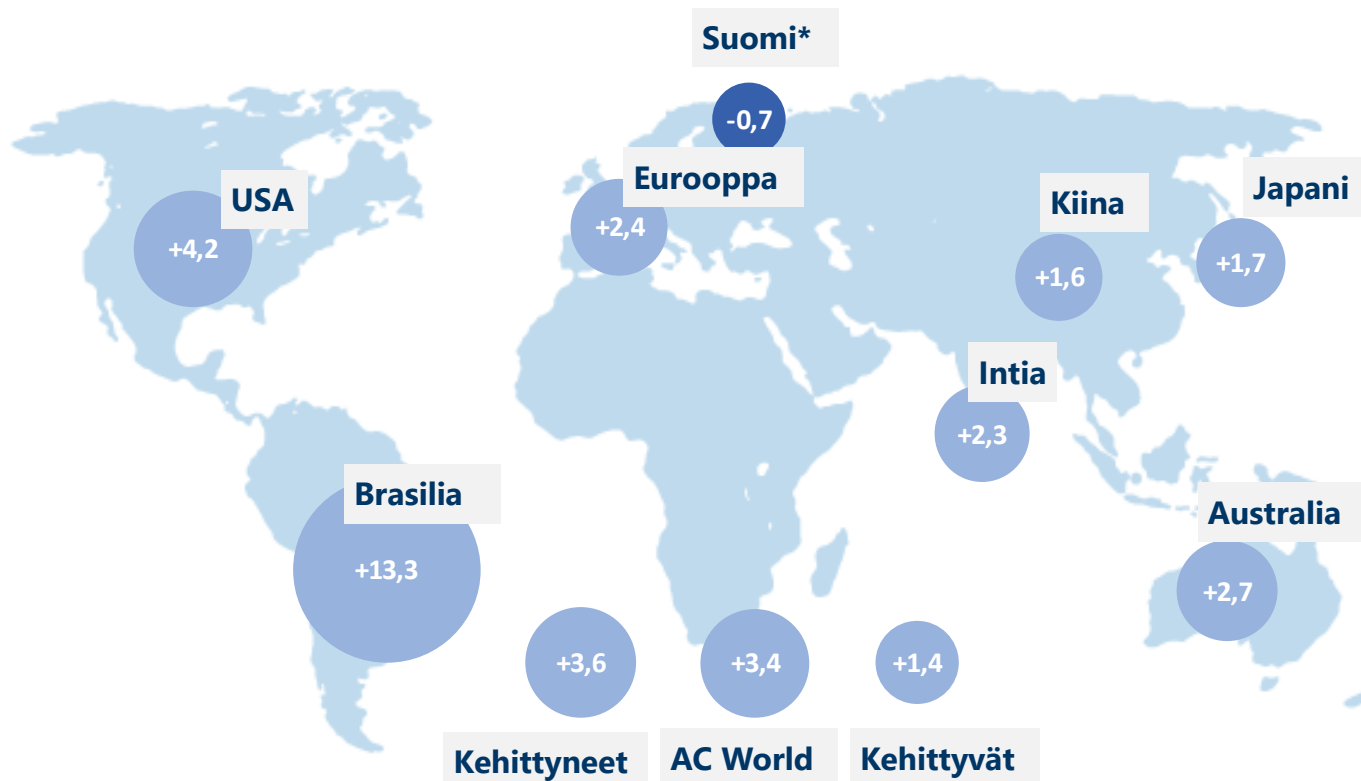 Suomi*
-0,7
USA
+4,2
Eurooppa
+2,4
Kiina
+1,6
Japani
+1,7
Intia
+2,3
Brasilia
+13,3
Australia
+2,7
+3,6
+3,4
+1,4
Kehittyneet
AC World
Kehittyvät